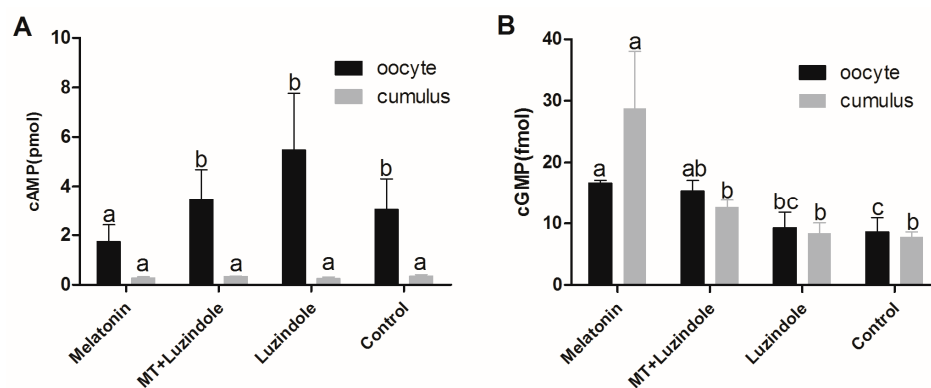 A
cAMP(pmol)
10
8
6
4
2
0
oocyte
cumulus
a
a
b
a
b
a
b
a
Melatonin
MT+Luzindole
Luzindole
Control
B
cGMP(fmol)
40
30
20
10
0
oocyte
cumulus
a
a
ab
b
bc
b
c
b
Melatonin
MT+Luzindole
Luzindole
Control